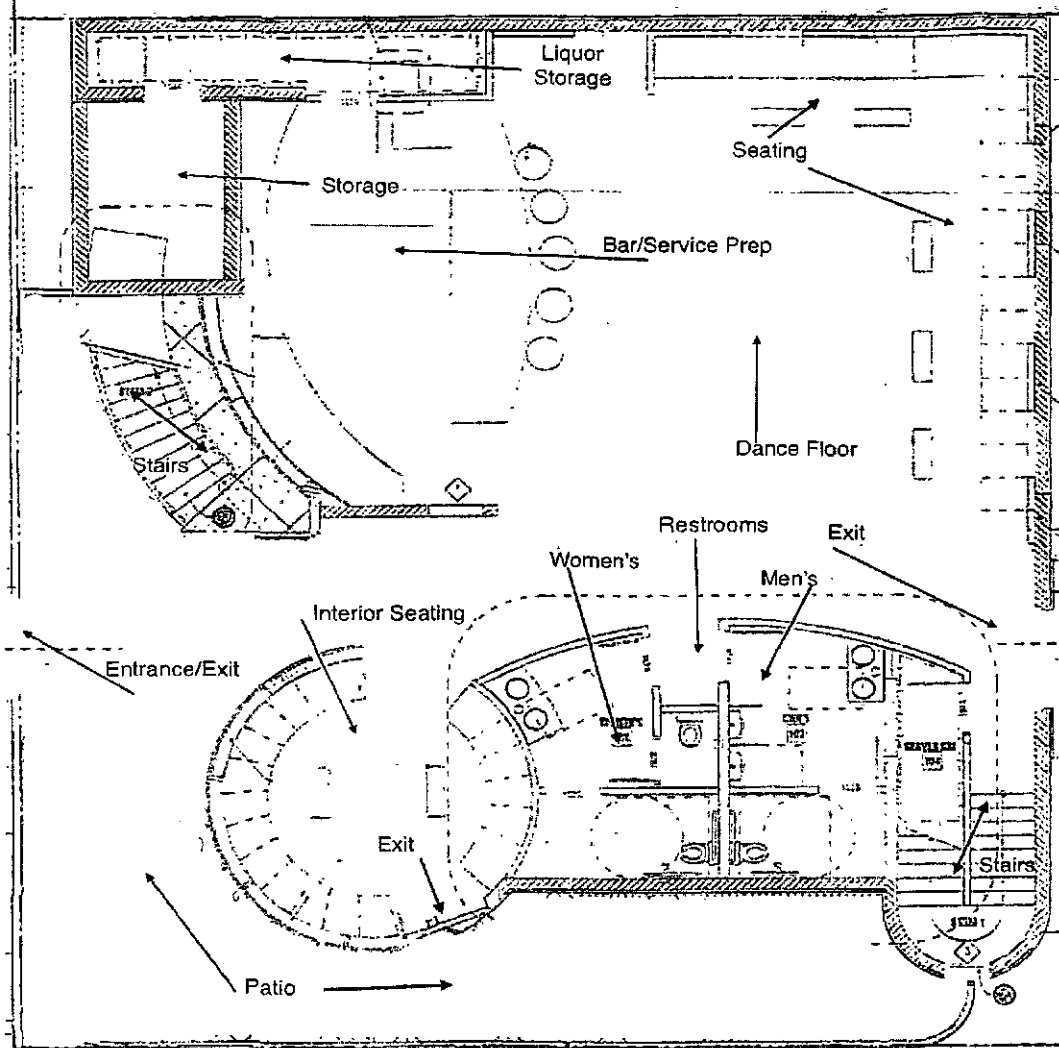 Liquor
Storage
Seating
Storage
Bar/Service Prep
Dance Floor
Stairs
Restrooms
Exit
Women's
Men's
Interior Seating
Entrance/Exit
Exit
Stairs
Patio